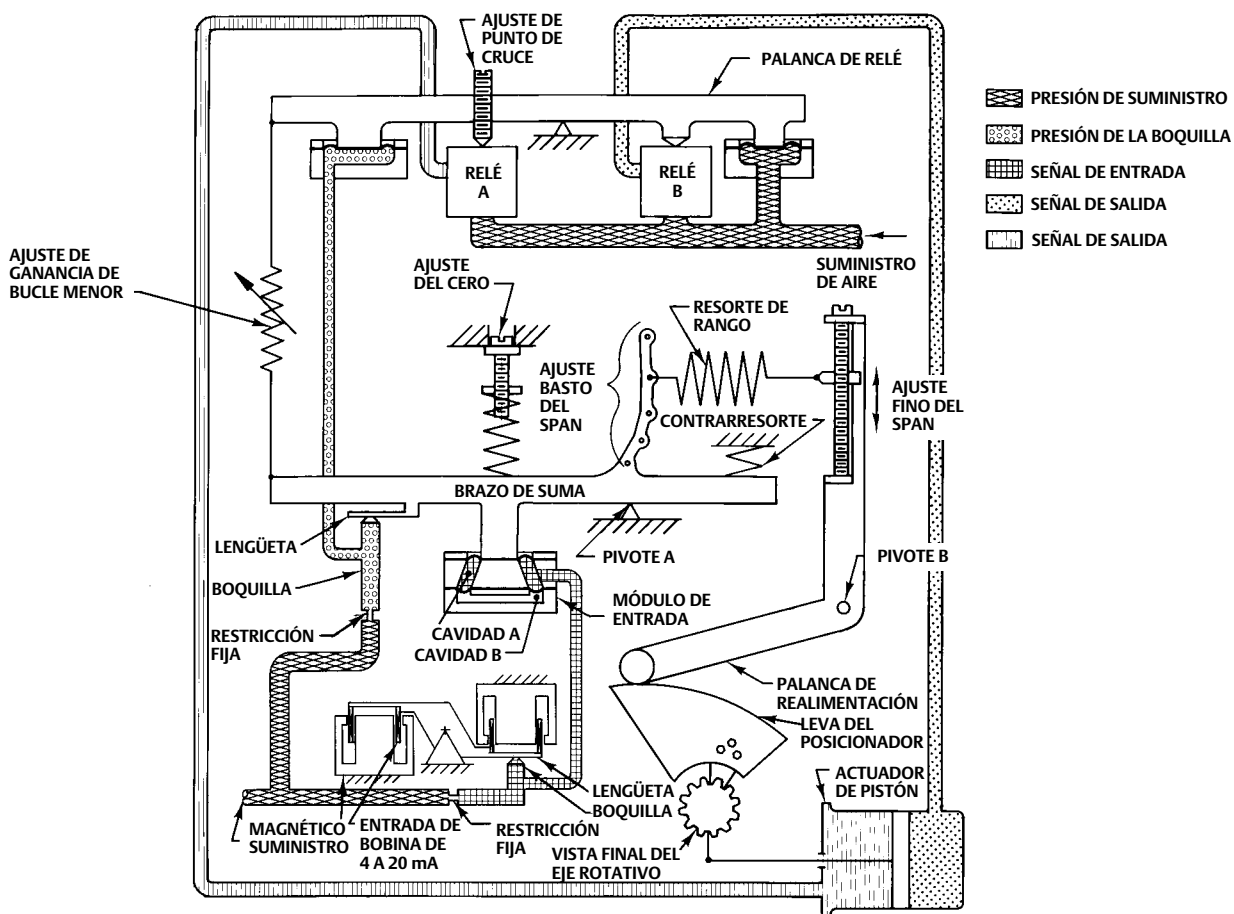 AJUSTE DE
PUNTO DE
CRUCE
PALANCA DE RELÉ
PRESIÓN DE SUMINISTRO
PRESIÓN DE LA BOQUILLA
SEÑAL DE ENTRADA
SEÑAL DE SALIDA
SEÑAL DE SALIDA
RELÉ
A
RELÉ
B
AJUSTE DE
GANANCIA DE
BUCLE MENOR
AJUSTE
DEL CERO
SUMINISTRO
DE AIRE
RESORTE DE
RANGO
AJUSTE
BASTO
DEL
SPAN
AJUSTE
FINO DEL
SPAN
CONTRARRESORTE
BRAZO DE SUMA
LENGÜETA
PIVOTE A
PIVOTE B
BOQUILLA
MÓDULO DE
ENTRADA
CAVIDAD A
CAVIDAD B
RESTRICCIÓN
FIJA
PALANCA DE
REALIMENTACIÓN
LEVA DEL
POSICIONADOR
ACTUADOR
DE PISTÓN
LENGÜETA
BOQUILLA
MAGNÉTICO
SUMINISTRO
ENTRADA DE
BOBINA DE
4 A 20 mA
RESTRICCIÓN
FIJA
VISTA FINAL DEL
EJE ROTATIVO